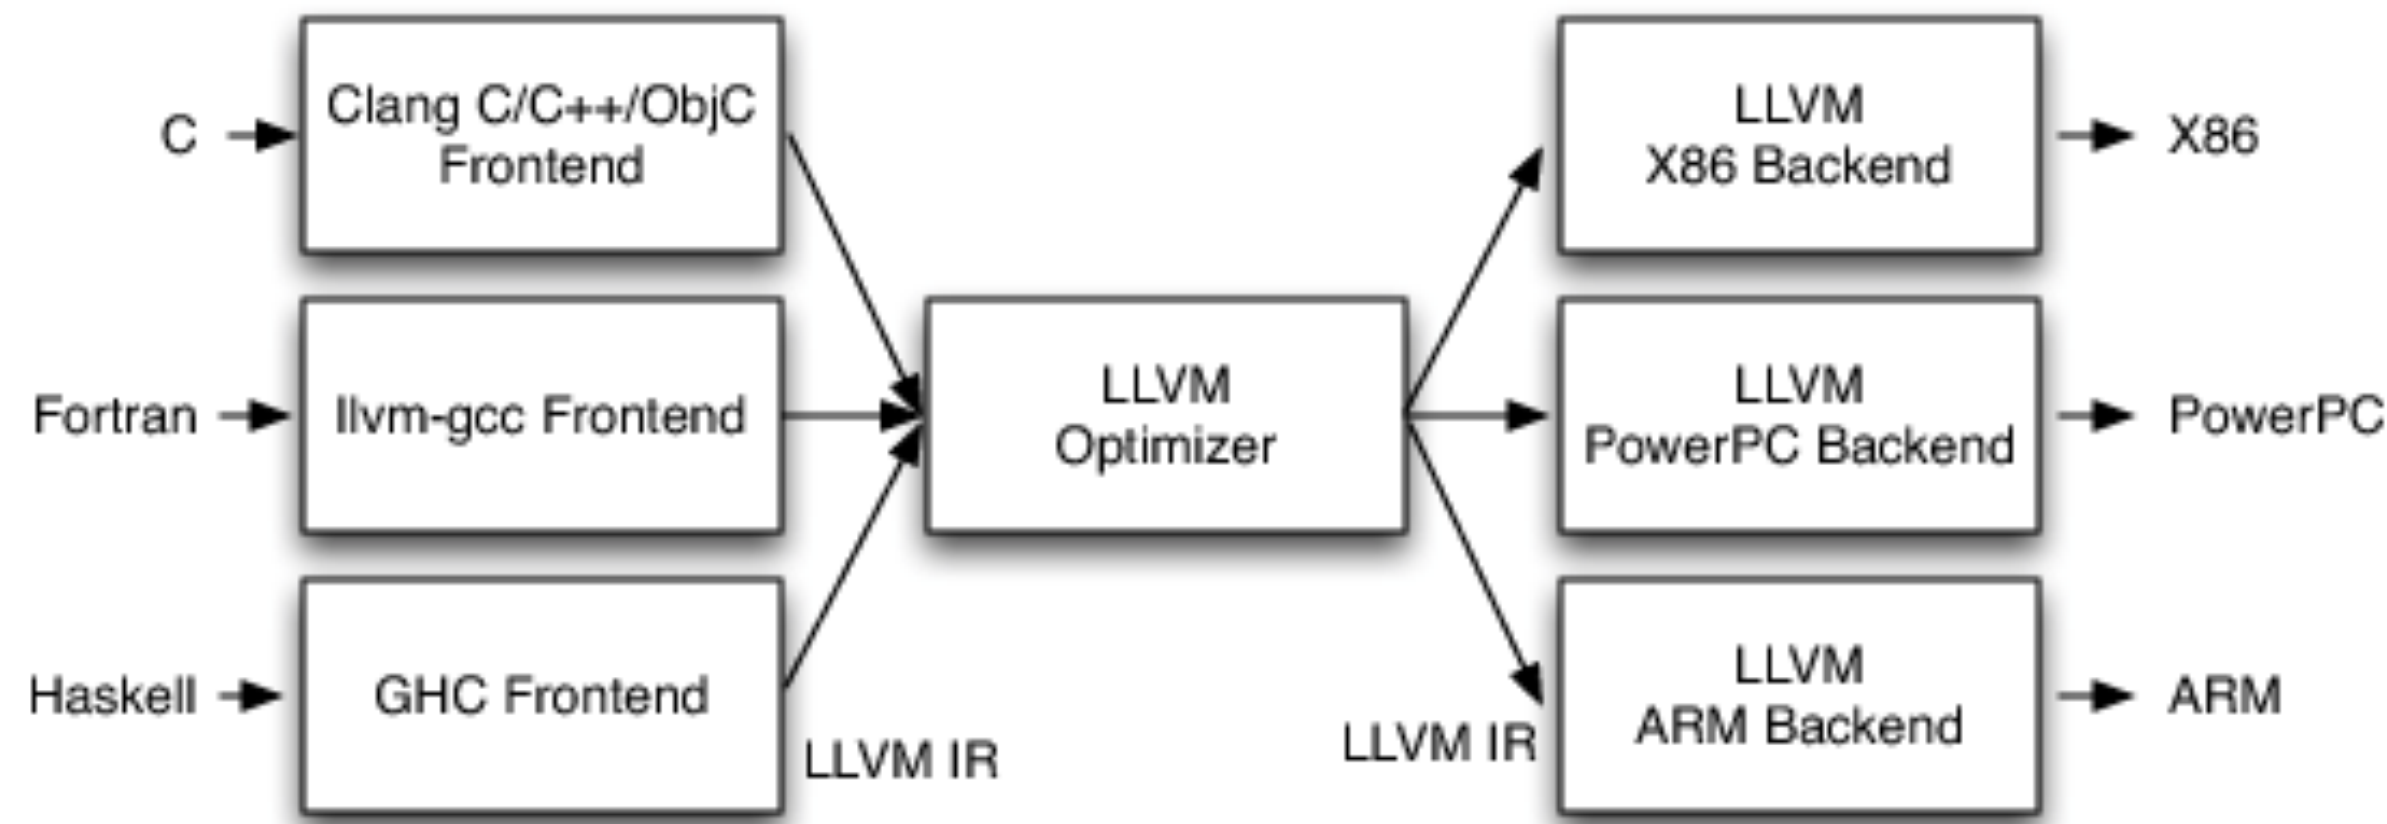 C
Clang C/C++/ObjC
Frontend
LLVM
X86 Backend
X86
Fortran
llvm-gcc Frontend
LLVM
Optimizer
LLVM
PowerPC Backend
PowerPC
Haskell
GHC Frontend
LLVM IR
LLVM IR
LLVM
ARM Backend
ARM